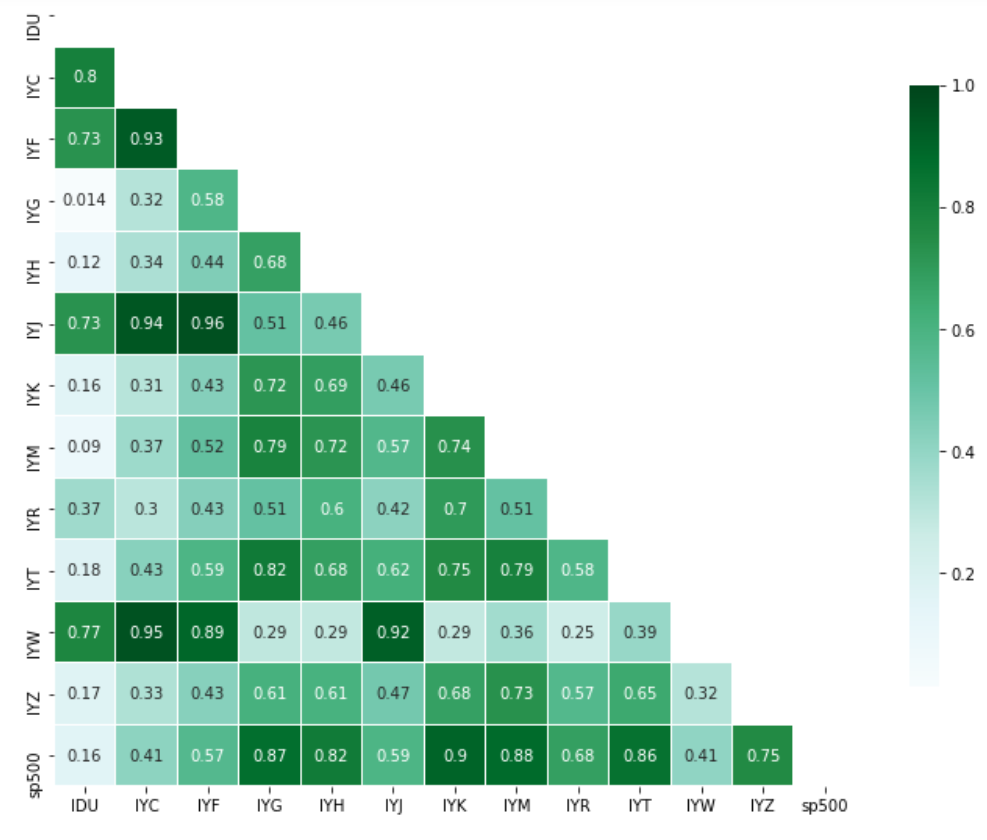 IDU
IYC 0.8
IYF 0.73 0.93
IYG 0.014 0.32 0.58
IYH 0.12 0.34 0.44 0.68
IYJ 0.73 0.94 0.96 0.51 0.46
IYK 0.16 0.31 0.43 0.72 0.69 0.46
IYM 0.09 0.37 0.52 0.79 0.72 0.57 0.74
IYR 0.37 0.3 0.43 0.51 0.6 0.42 0.7 0.51
IYT 0.18 0.43 0.59 0.82 0.68 0.62 0.75 0.79 0.58
IYW 0.77 0.95 0.89 0.29 0.29 0.92 0.29 0.36 0.25 0.39
IYZ 0.17 0.33 0.43 0.61 0.61 0.47 0.68 0.73 0.57 0.65 0.32
sp500 0.16 0.41 0.57 0.87 0.82 0.59 0.9 0.88 0.68 0.86 0.41 0.75
IDU IYC IYF IYG IYH IYJ IYK IYM IYR IYT IYW IYZ sp500
1.0
0.8
0.6
0.4
0.2